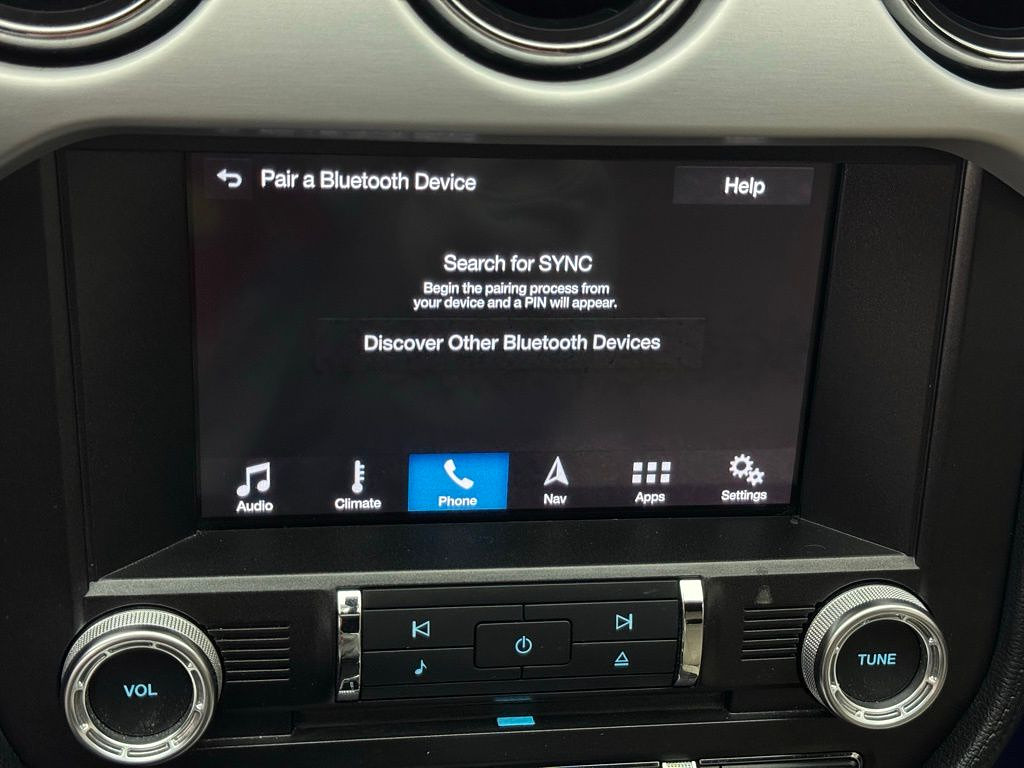 Pair a Bluetooth Device
Help
Search for SYNC
Begin the pairing process from
your device and a PIN will appear.
Discover Other Bluetooth Devices
Audio
Climate
Phone
Nav
Apps
Settings
VOL
TUNE